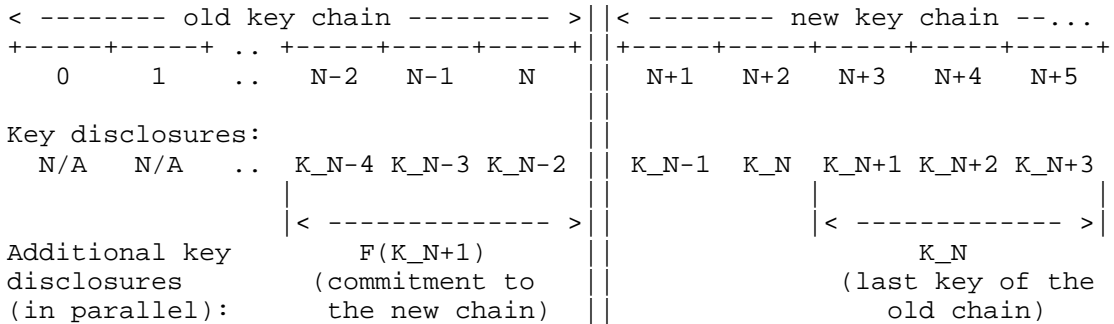 < -------- old key chain --------- >||< -------- new key chain --...
+-----+-----+ .. +-----+-----+-----+||+-----+-----+-----+-----+-----+
   0     1    ..   N-2   N-1    N   ||  N+1   N+2   N+3   N+4   N+5
                                    ||
Key disclosures:                    ||
  N/A   N/A   ..  K_N-4 K_N-3 K_N-2 || K_N-1  K_N  K_N+1 K_N+2 K_N+3
                 |                  ||            |                 |
                 |< -------------- >||            |< ------------- >|
Additional key        F(K_N+1)      ||                  K_N
disclosures        (commitment to   ||             (last key of the
(in parallel):      the new chain)  ||                old chain)